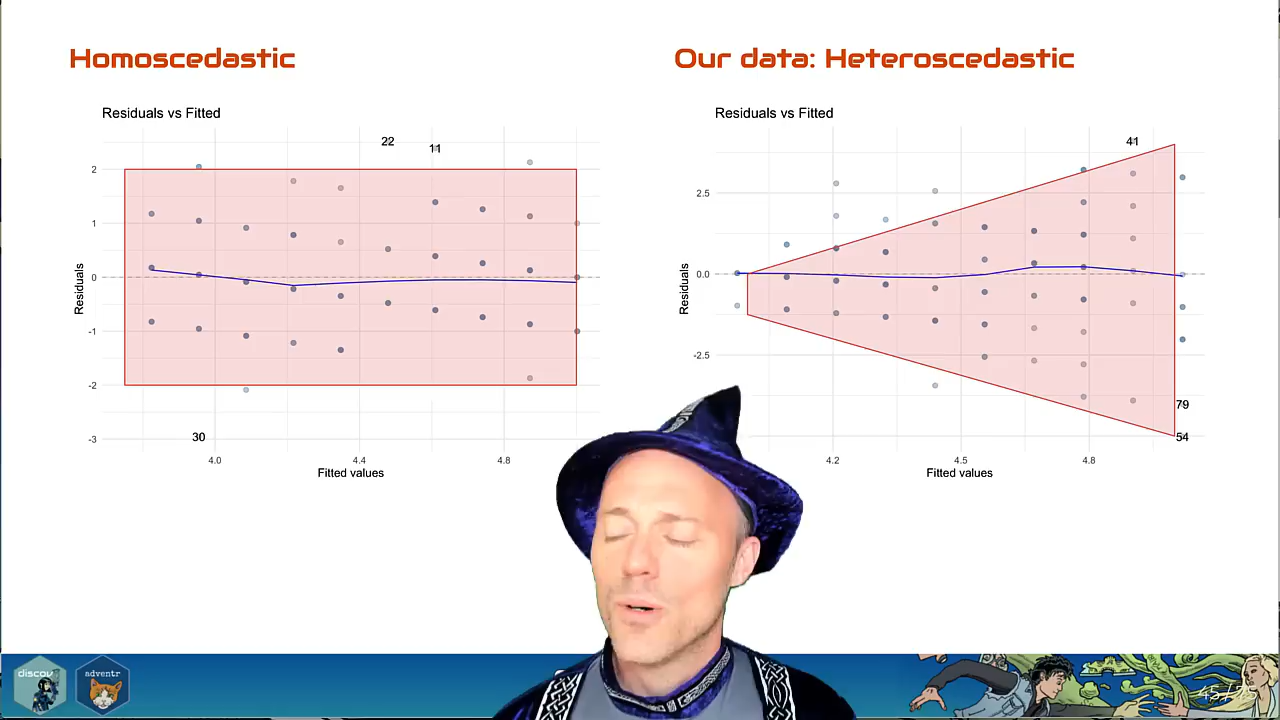 Homoscedastic
Our data: Heteroscedastic
Residuals vs Fitted
22
11
2
1
0
-1
-2
-3
30
Residuals
4.0
4.4
4.8
Fitted values
Residuals vs Fitted
41
2.5
0.0
-2.5
79
54
Residuals
4.2
4.5
4.8
Fitted values
discov
adventr